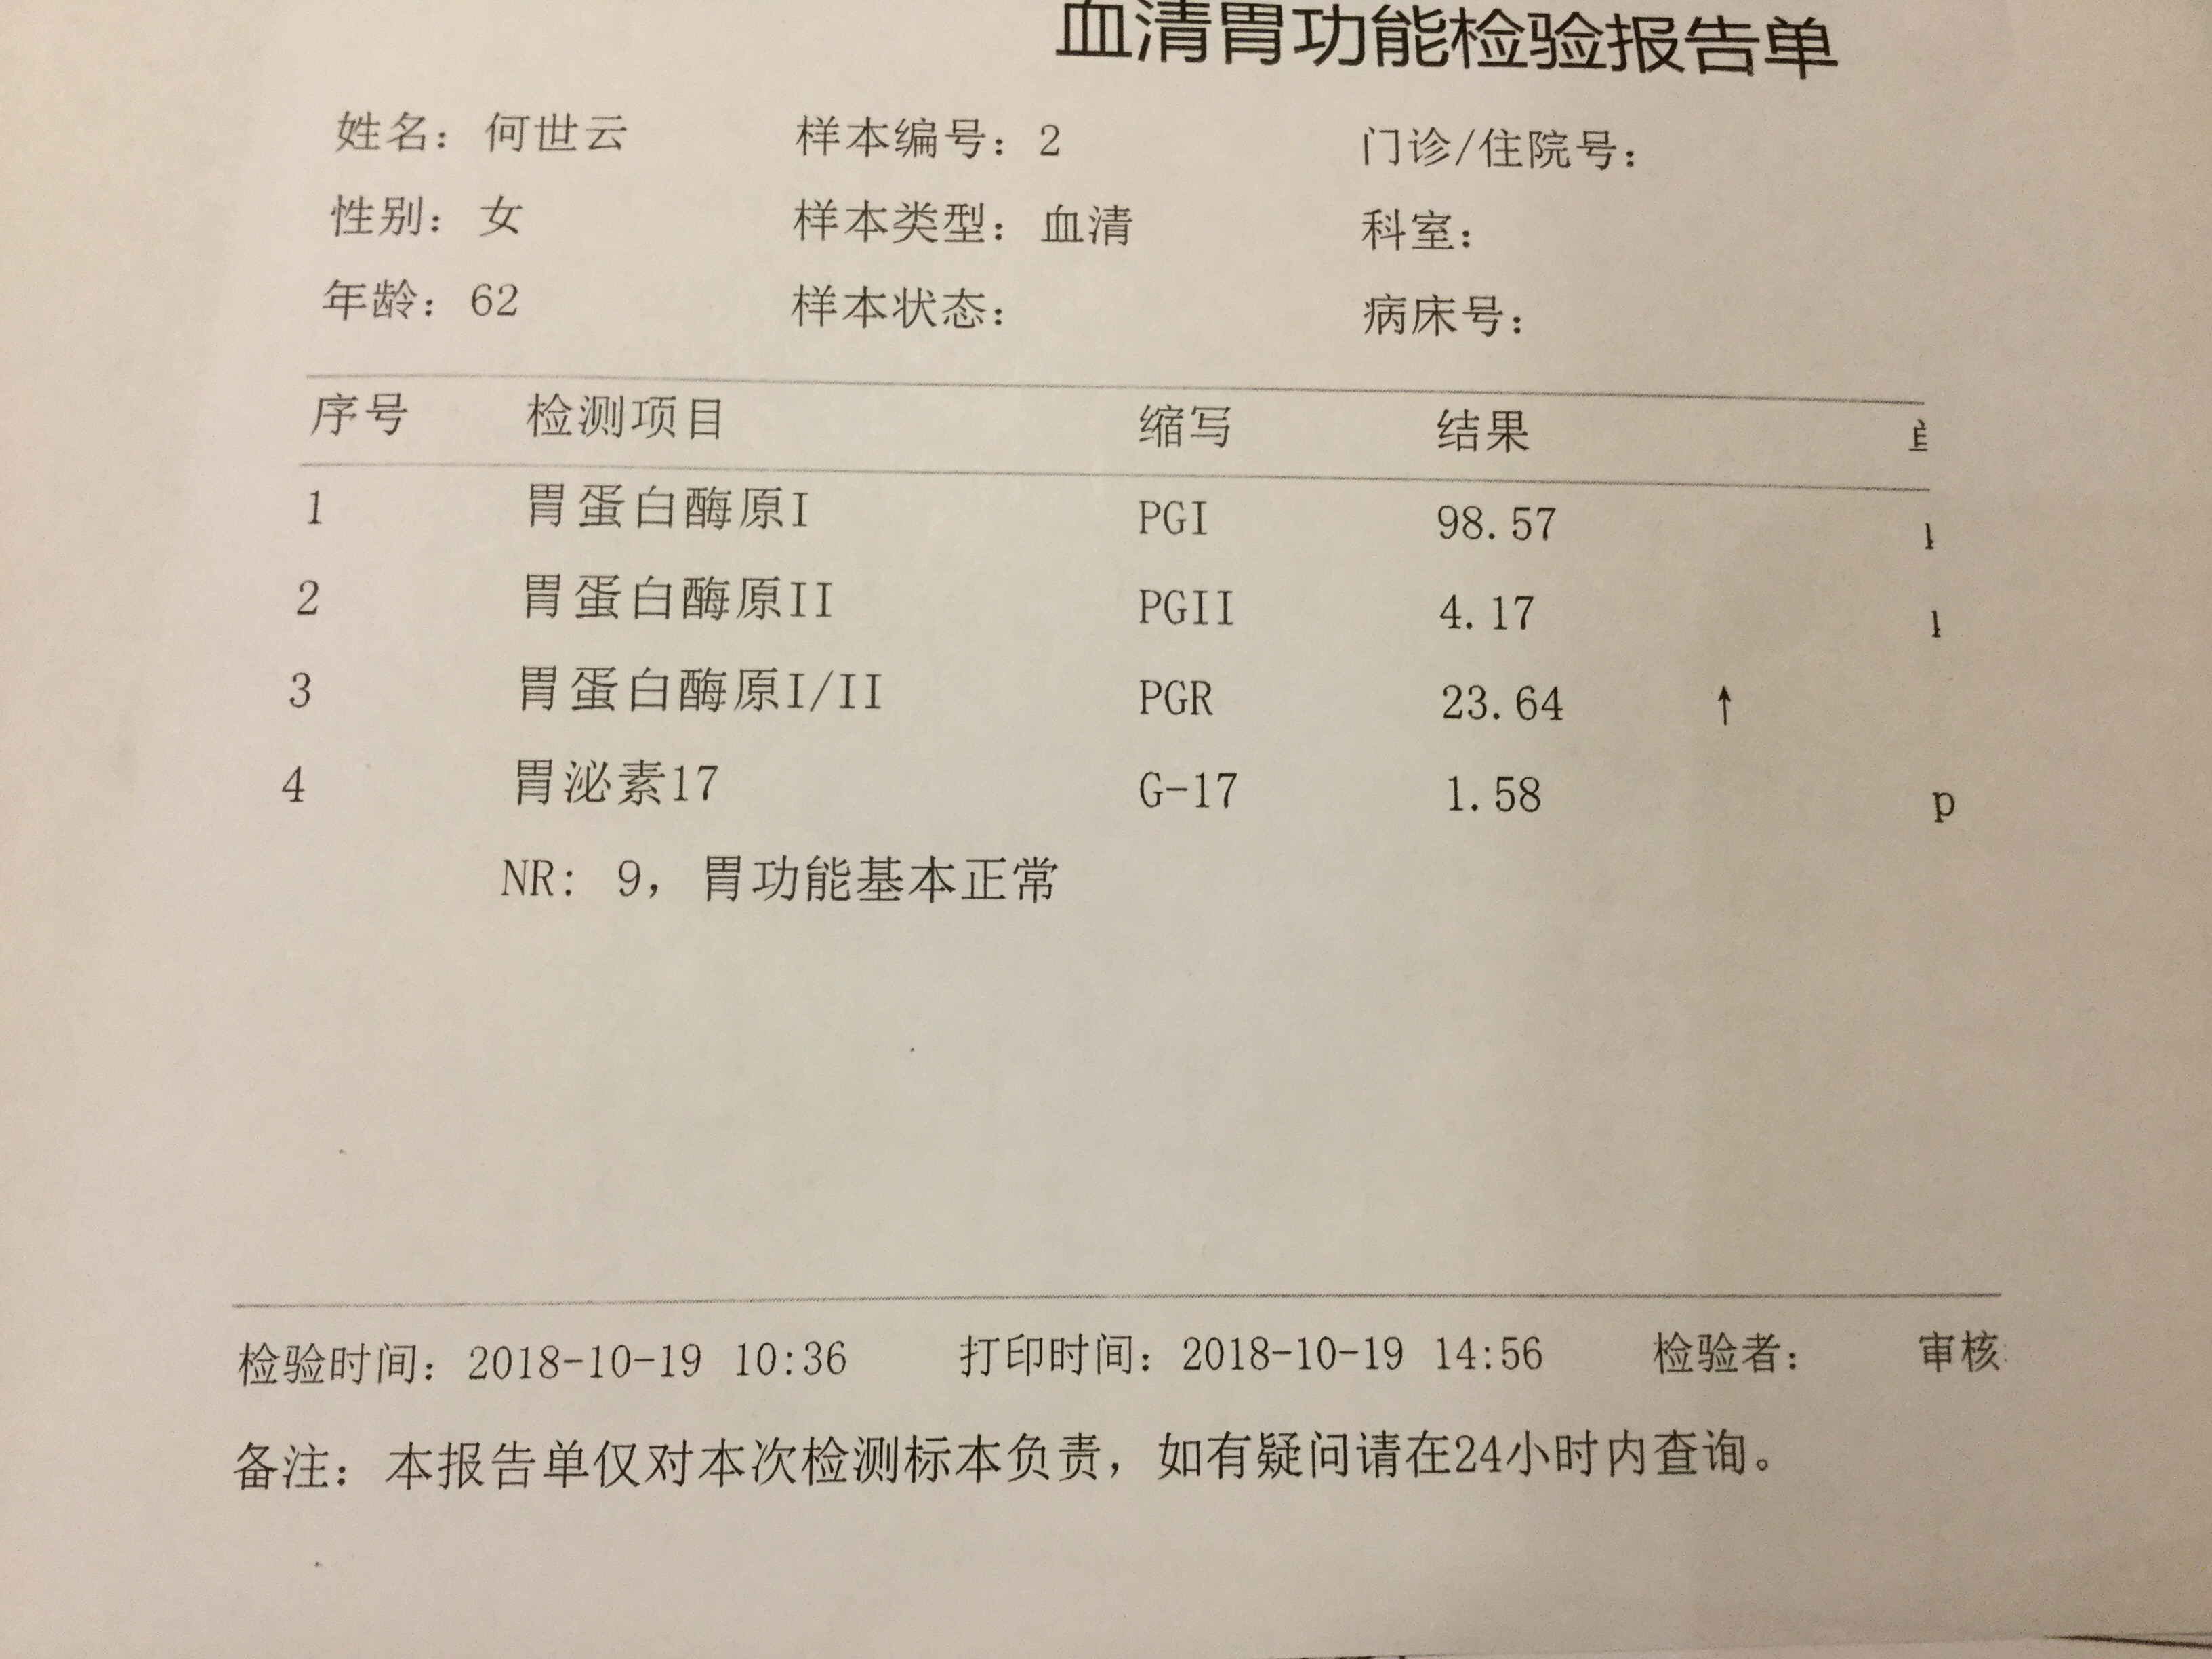 血清胃功能检验报告单
姓名：何世云 样本编号：2 门诊/住院号：
性别：女 样本类型：血清 科室：
年龄：62 样本状态： 病床号：
序号 检测项目 缩写 结果
1 胃蛋白酶原I PGI 98.57
2 胃蛋白酶原II PGII 4.17
3 胃蛋白酶原I/II PGR 23.64 ↑
4 胃泌素17 G-17 1.58 p
NR: 9，胃功能基本正常
检验时间：2018-10-19 10:36 打印时间：2018-10-19 14:56 检验者： 审核
备注：本报告单仅对本次检测标本负责，如有疑问请在24小时内查询。